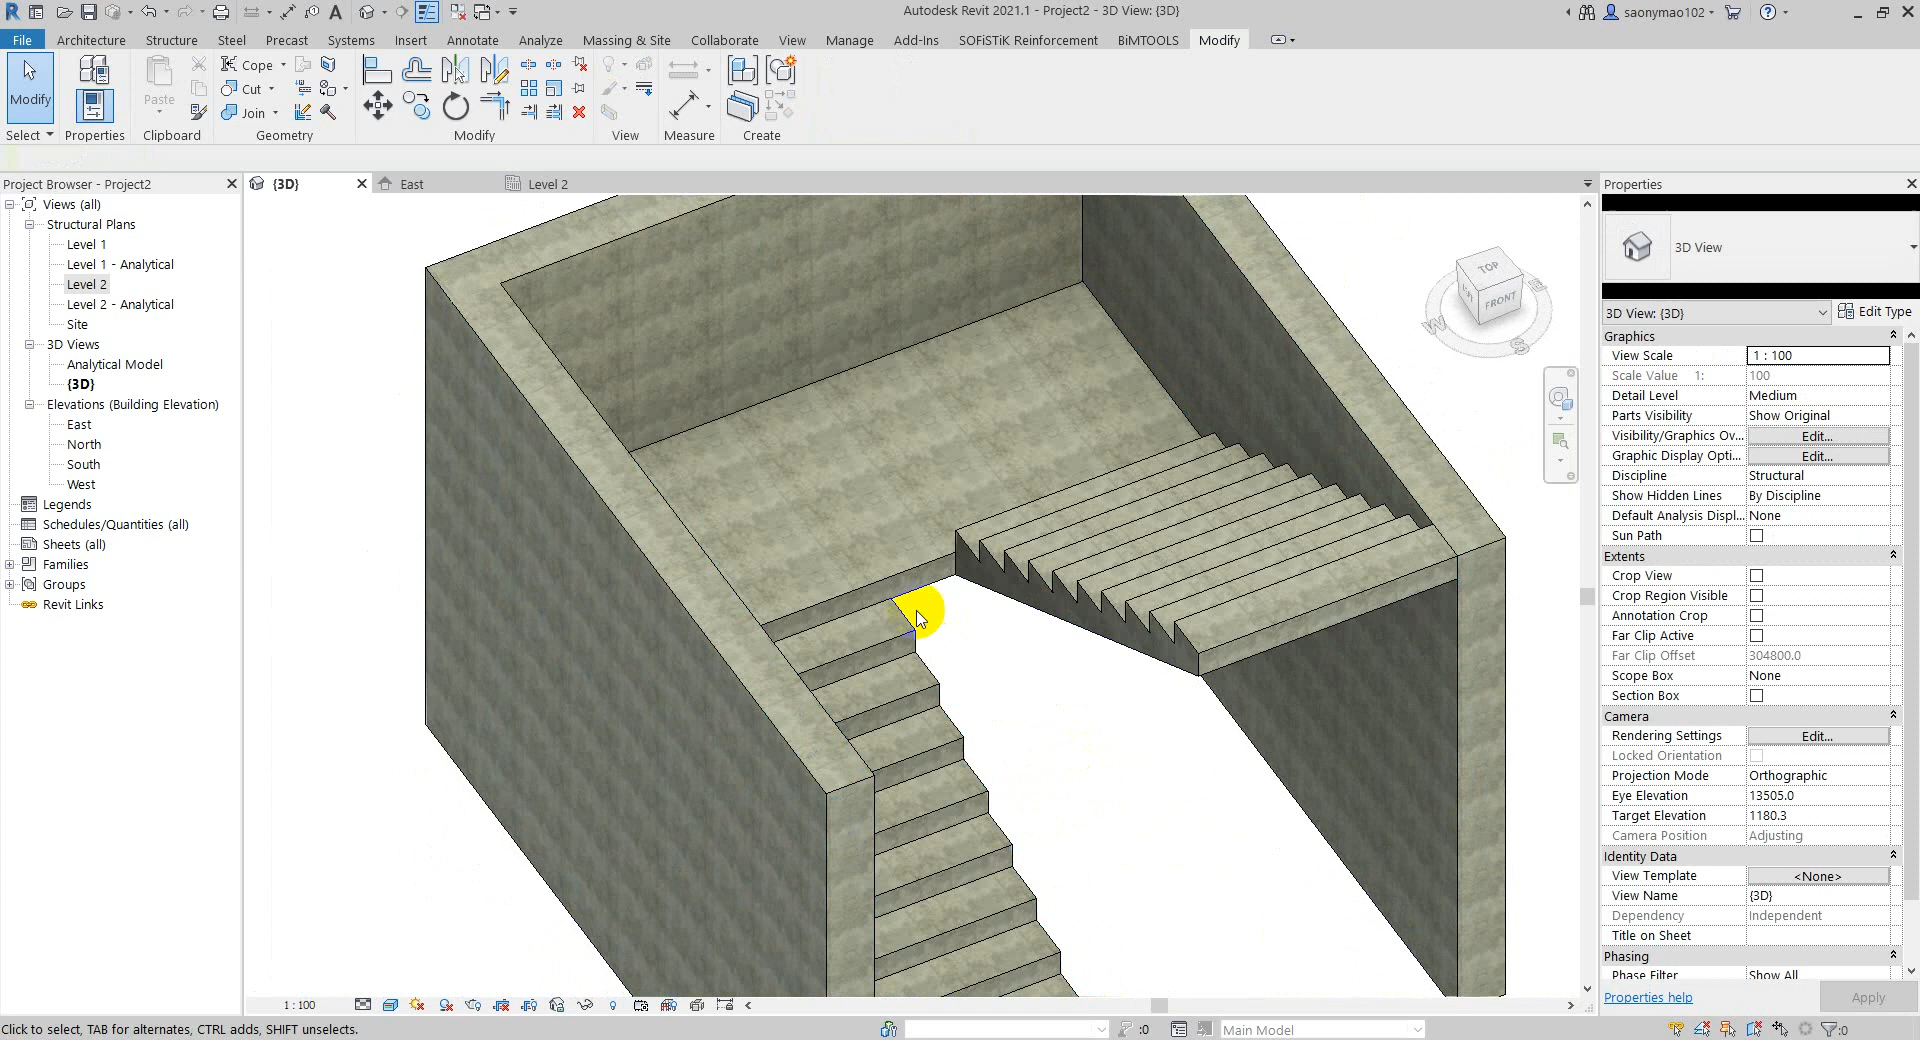 Autodesk Revit 2021.1 - Project2 - 3D View: {3D}
saonymao102
File
Architecture
Structure
Steel
Precast
Systems
Insert
Annotate
Analyze
Massing & Site
Collaborate
View
Manage
Add-Ins
SOFiSTiK Reinforcement
BiMTOOLS
Modify
Modify
Paste
Cope
Cut
Join
Select
Properties
Clipboard
Geometry
Modify
View
Measure
Create
Project Browser - Project2
{3D}
East
Level 2
Properties
Views (all)
Structural Plans
Level 1
Level 1 - Analytical
Level 2
Level 2 - Analytical
Site
3D Views
Analytical Model
{3D}
Elevations (Building Elevation)
East
North
South
West
Legends
Schedules/Quantities (all)
Sheets (all)
Families
Groups
Revit Links
TOP
FRONT
W
S
3D View
3D View: {3D}
Edit Type
Graphics
View Scale 1 : 100
Scale Value 1: 100
Detail Level Medium
Parts Visibility Show Original
Visibility/Graphics Ov... Edit...
Graphic Display Opti... Edit...
Discipline Structural
Show Hidden Lines By Discipline
Default Analysis Displ... None
Sun Path
Extents
Crop View
Crop Region Visible
Annotation Crop
Far Clip Active
Far Clip Offset 304800.0
Scope Box None
Section Box
Camera
Rendering Settings Edit...
Locked Orientation
Projection Mode Orthographic
Eye Elevation 13505.0
Target Elevation 1180.3
Camera Position Adjusting
Identity Data
View Template <None>
View Name {3D}
Dependency Independent
Title on Sheet
Phasing
Phase Filter Show All
Properties help
Apply
1 : 100
Click to select, TAB for alternates, CTRL adds, SHIFT unselects.
:0
Main Model
:0